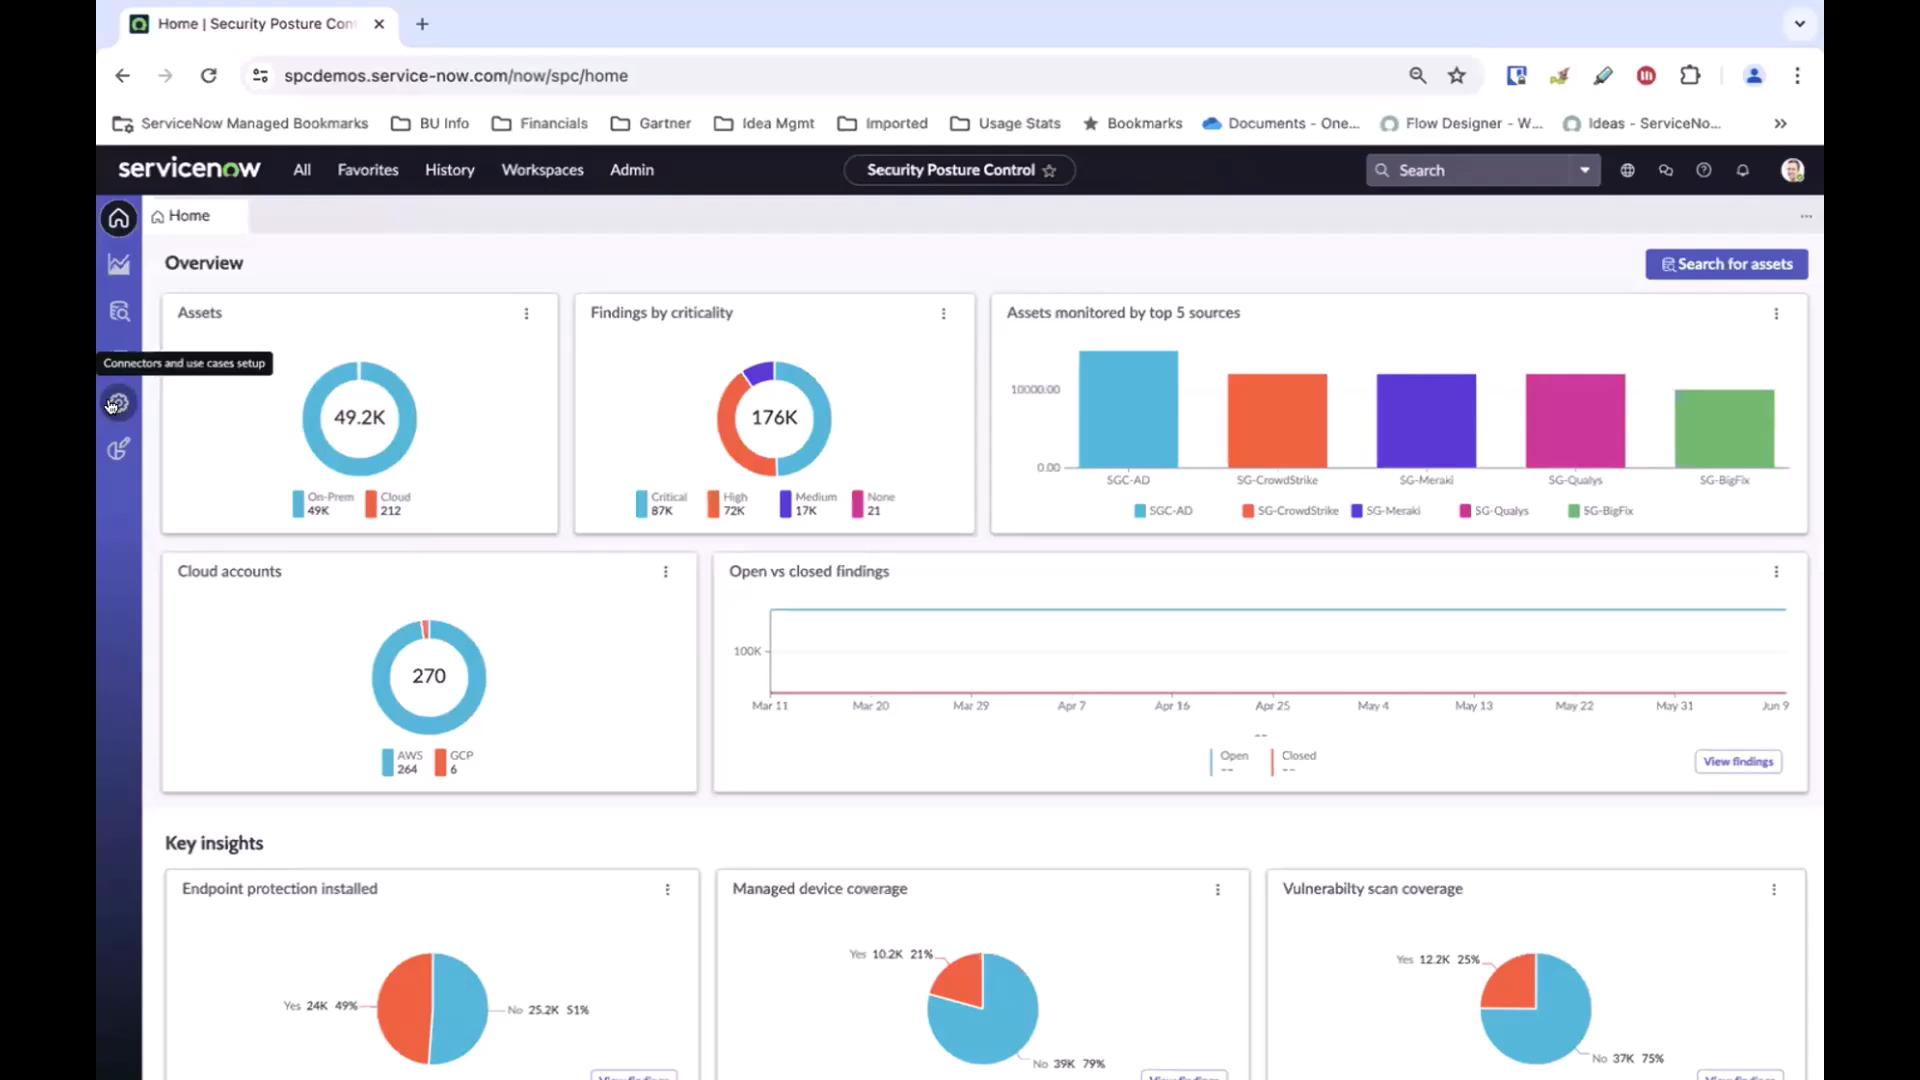 Home | Security Posture Con
spcdemos.service-now.com/now/spc/home
ServiceNow Managed Bookmarks BU Info Financials Gartner Idea Mgmt Imported Usage Stats Bookmarks Documents - One... Flow Designer - W... Ideas - ServiceNo...
servicenow All Favorites History Workspaces Admin Security Posture Control Search
Home
Overview
Search for assets
Assets
49.2K
On-Prem Cloud
49K 212
Findings by criticality
176K
Critical High Medium None
87K 72K 17K 21
Assets monitored by top 5 sources
10000.00
0.00
SGC-AD SG-CrowdStrike SG-Meraki SG-Qualys SG-BigFix
SGC-AD SG-CrowdStrike SG-Meraki SG-Qualys SG-BigFix
Connectors and use cases setup
Cloud accounts
270
AWS GCP
264 6
Open vs closed findings
100K
Mar 11 Mar 20 Mar 29 Apr 7 Apr 16 Apr 25 May 4 May 13 May 22 May 31 Jun 9
--
Open Closed
-- --
View findings
Key insights
Endpoint protection installed
Yes 24K 49%
No 25.2K 51%
View findings
Managed device coverage
Yes 10.2K 21%
No 39K 79%
View findings
Vulnerabilty scan coverage
Yes 12.2K 25%
No 37K 75%
View findings